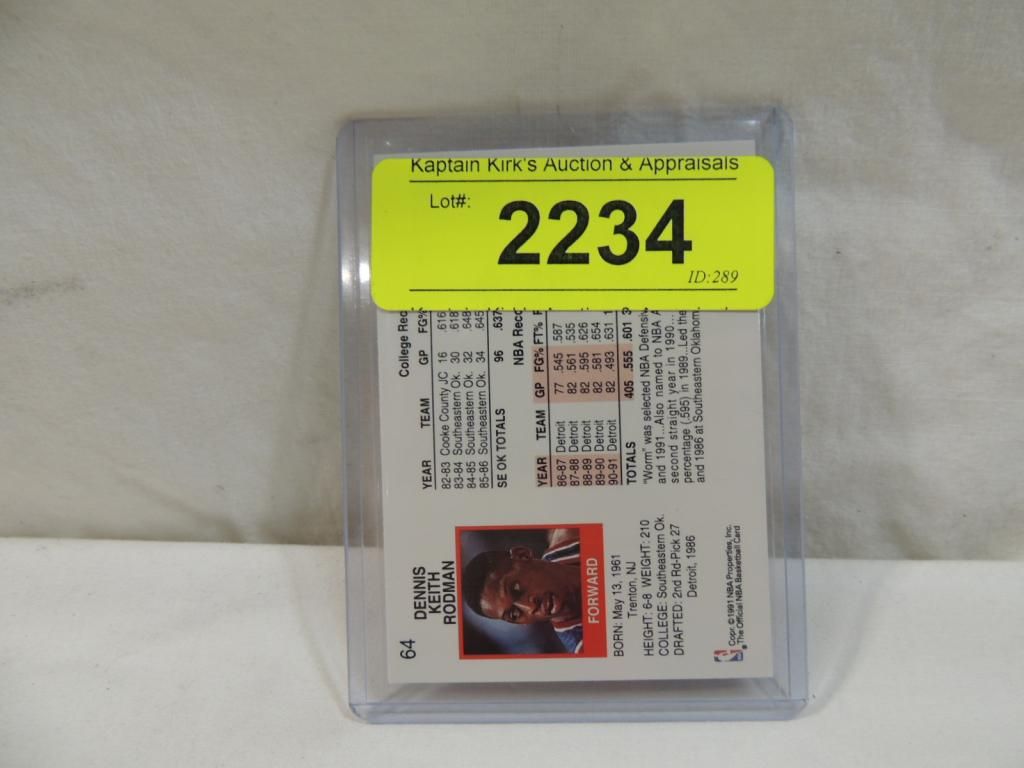 Kaptain Kirk's Auction & Appraisals
Lot#:
2234
ID:289
64
DENNIS
KEITH
RODMAN
FORWARD
BORN: May 13, 1961
Trenton, NJ
HEIGHT: 6-8 WEIGHT: 210
COLLEGE: Southeastern Ok.
DRAFTED: 2nd Rd-Pick 27
Detroit, 1986
Copr. ©1991 NBA Properties, Inc.
The Official NBA Basketball Card
College Rec
YEAR TEAM GP FG%
82-83 Cooke County JC 16 .616
83-84 Southeastern Ok. 30 .618
84-85 Southeastern Ok. 32 .648
85-86 Southeastern Ok. 34 .645
SE OK TOTALS 96 .637
NBA Reco
YEAR TEAM GP FG% FT%
86-87 Detroit 77 .545 .587
87-88 Detroit 82 .561 .535
88-89 Detroit 82 .595 .626
89-90 Detroit 82 .581 .654
90-91 Detroit 82 .493 .631 1
TOTALS 405 .555 .601 3
"Worm" was selected NBA Defensiv
and 1991...Also named to NBA A
second straight year in 1990...
percentage (.595) in 1989...Led the
and 1986 at Southeastern Oklahom